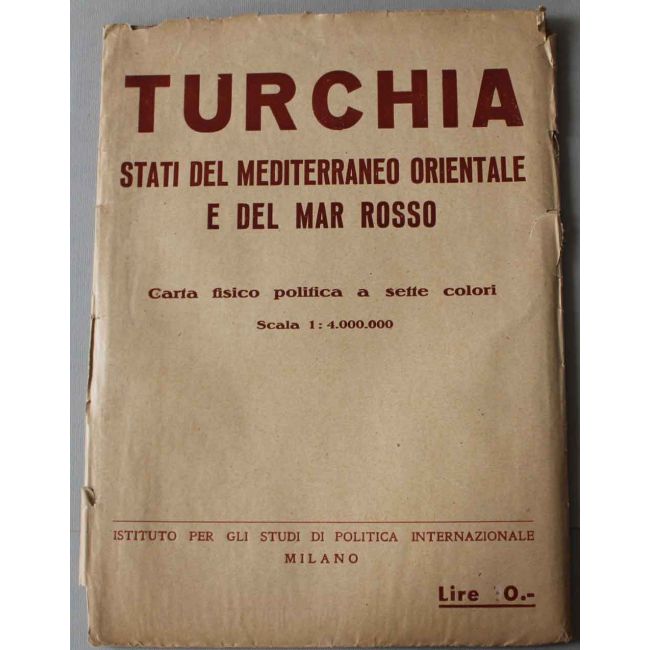 TURCHIA
STATI DEL MEDITERRANEO ORIENTALE
E DEL MAR ROSSO
Carta fisico politica a sette colori
Scala 1 : 4.000.000
ISTITUTO PER GLI STUDI DI POLITICA INTERNAZIONALE
MILANO
Lire